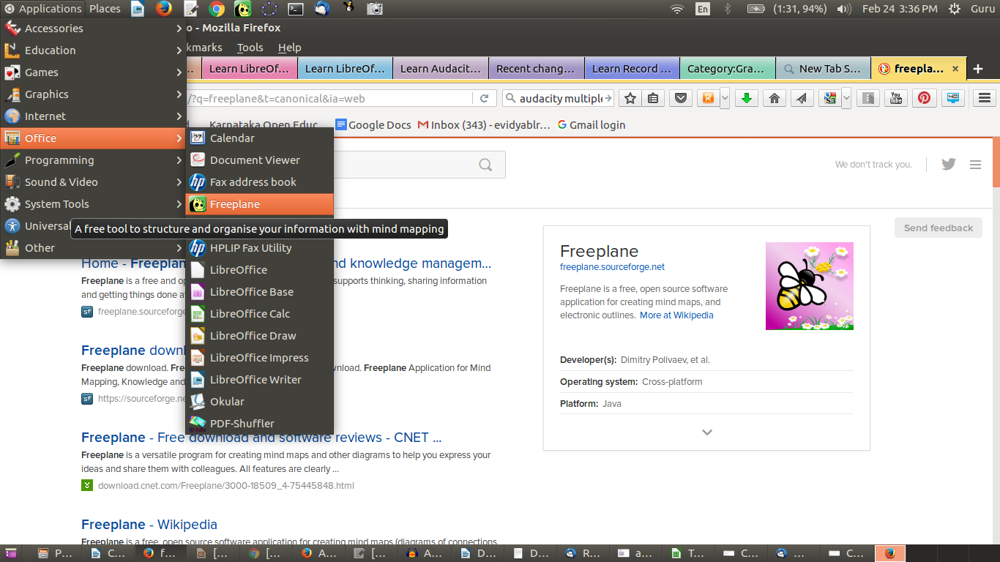 Applications Places En (1:31, 94%) Feb 24 3:36 PM Guru
o - Mozilla Firefox
kmarks Tools Help
Learn LibreOf... Learn LibreOf... Learn Audacit... Recent chang... Learn Record ... Category:Gra... New Tab S... freepla... ×
/?q=freeplane&t=canonical&ia=web audacity multiple
Karnataka Open Educ Google Docs Inbox (343) - evidyablr... Gmail login
Accessories
Education
Games
Graphics
Internet
Office
Programming
Sound & Video
System Tools
Universal
Other
Calendar
Document Viewer
Fax address book
Freeplane
A free tool to structure and organise your information with mind mapping
HPLIP Fax Utility
LibreOffice
LibreOffice Base
LibreOffice Calc
LibreOffice Draw
LibreOffice Impress
LibreOffice Writer
Okular
PDF-Shuffler
We don't track you.
Send feedback
Home - Freeplan nd knowledge managem...
Freeplane is a free and op supports thinking, sharing information
and getting things done a
freeplane.sourceforge
Freeplane down
Freeplane download. Fre wnload. Freeplane Application for Mind
Mapping, Knowledge and
https://sourceforge.ne
Freeplane - Free download and software reviews - CNET ...
Freeplane is a versatile program for creating mind maps and other diagrams to help you express your
ideas and share them with colleagues. All features are clearly ...
download.cnet.com/Freeplane/3000-18509_4-75445848.html
Freeplane - Wikipedia
Freeplane is a free, open source software application for creating mind maps (diagrams of connections
Freeplane
freeplane.sourceforge.net
Freeplane is a free, open source software
application for creating mind maps, and
electronic outlines. More at Wikipedia
Developer(s): Dimitry Polivaev, et al.
Operating system: Cross-platform
Platform: Java
P... C... f... [... [... A... [... A... D... D... R... a... T... C... ... C...